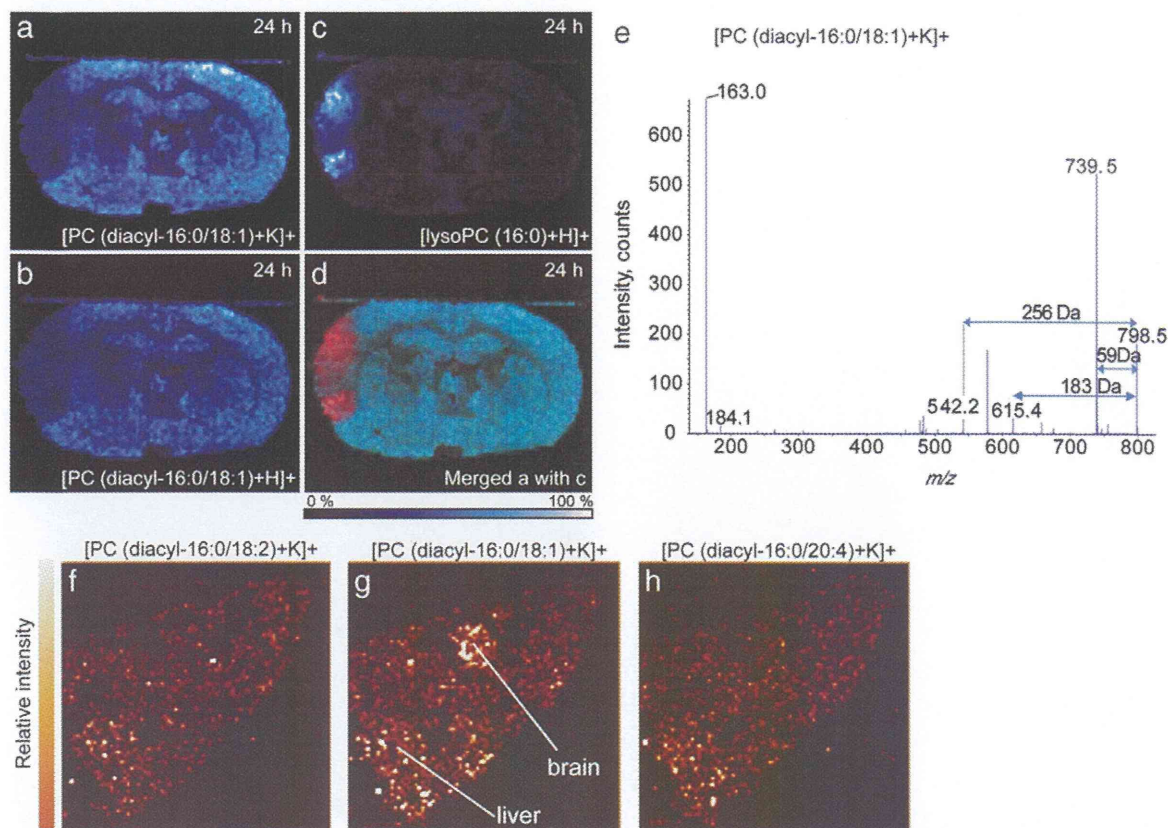 a
24 h
[PC (diacyl-16:0/18:1)+K]+
c
24 h
[lysoPC (16:0)+H]+
b
24 h
[PC (diacyl-16:0/18:1)+H]+
d
24 h
Merged a with c
0 %
100 %
e
[PC (diacyl-16:0/18:1)+K]+
Intensity, counts
600
500
400
300
200
100
0
163.0
739.5
256 Da
798.5
59Da
183 Da
184.1
542.2
615.4
200
300
400
500
600
700
800
m/z
Relative intensity
[PC (diacyl-16:0/18:2)+K]+
f
[PC (diacyl-16:0/18:1)+K]+
g
brain
liver
[PC (diacyl-16:0/20:4)+K]+
h